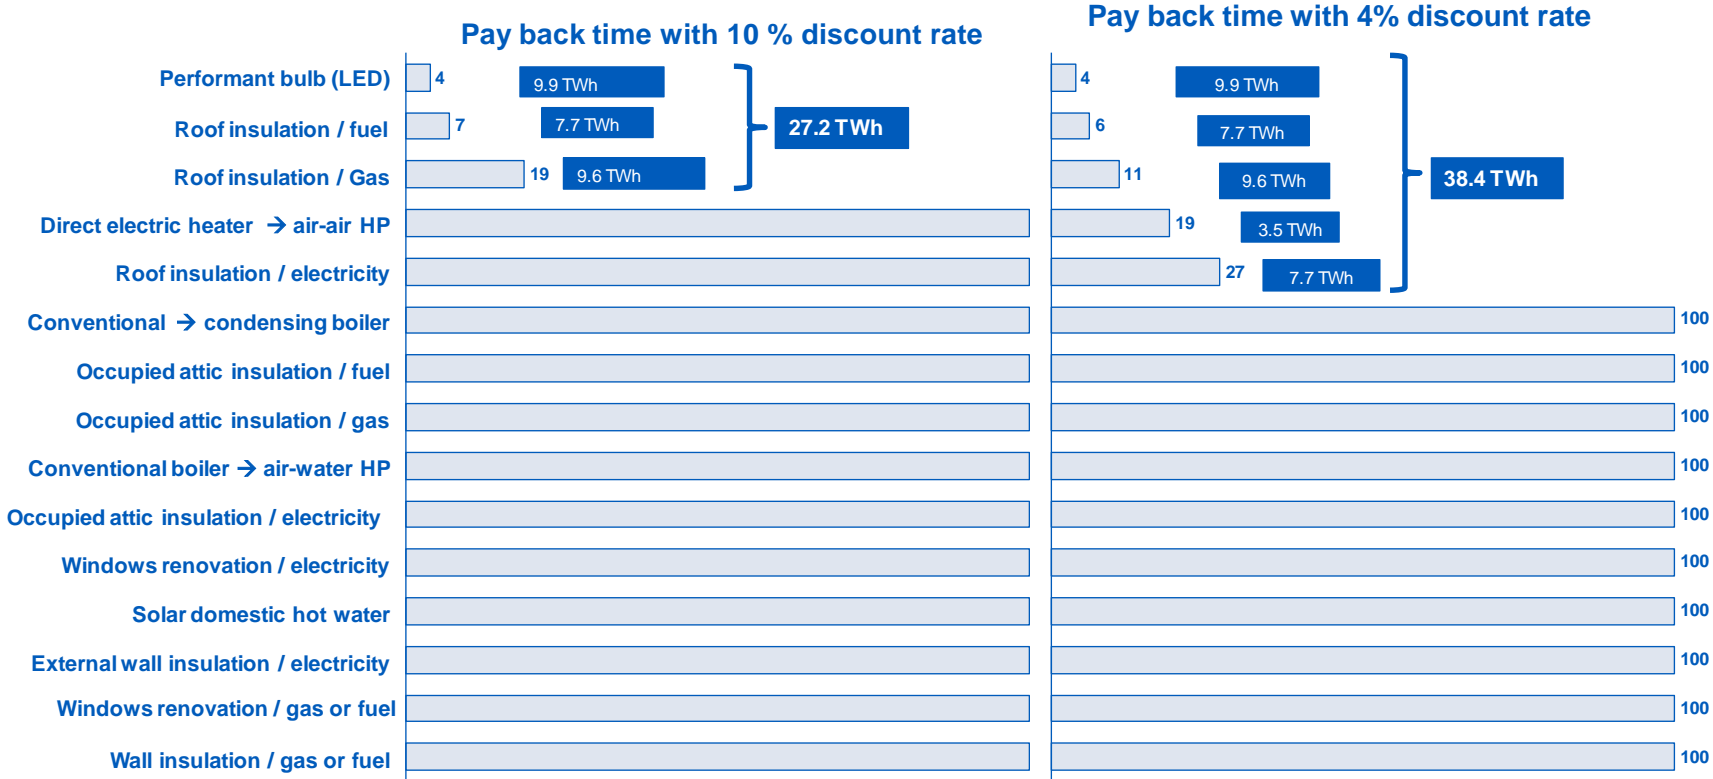 Pay back time with 10 % discount rate
Pay back time with 4% discount rate
Performant bulb (LED) 4 9.9 TWh 4 9.9 TWh
Roof insulation / fuel 7 7.7 TWh 27.2 TWh 6 7.7 TWh
Roof insulation / Gas 19 9.6 TWh 11 9.6 TWh 38.4 TWh
Direct electric heater → air-air HP 19 3.5 TWh
Roof insulation / electricity 27 7.7 TWh
Conventional → condensing boiler 100
Occupied attic insulation / fuel 100
Occupied attic insulation / gas 100
Conventional boiler → air-water HP 100
Occupied attic insulation / electricity 100
Windows renovation / electricity 100
Solar domestic hot water 100
External wall insulation / electricity 100
Windows renovation / gas or fuel 100
Wall insulation / gas or fuel 100